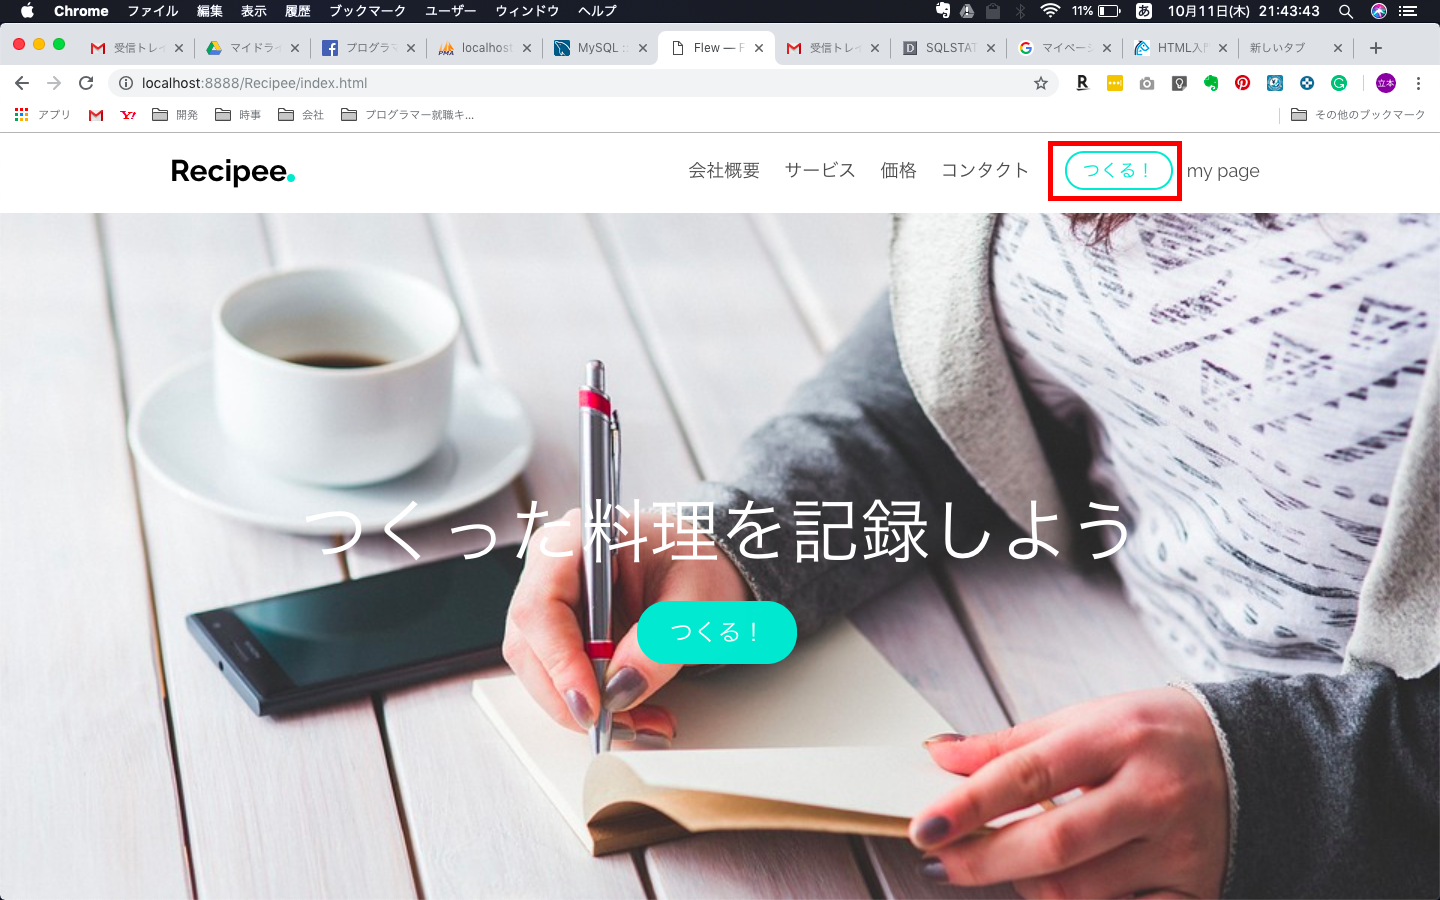 Chrome ファイル 編集 表示 履歴 ブックマーク ユーザー ウィンドウ ヘルプ 11% あ 10月11日(木) 21:43:43
受信トレイ マイドライ プログラマ localhost MySQL :: Flew — F 受信トレイ SQLSTAT マイページ HTML入門 新しいタブ
localhost:8888/Recipee/index.html 立本
アプリ 開発 時事 会社 プログラマー就職キ... その他のブックマーク
Recipee. 会社概要 サービス 価格 コンタクト つくる！ my page
つくった料理を記録しよう
つくる！